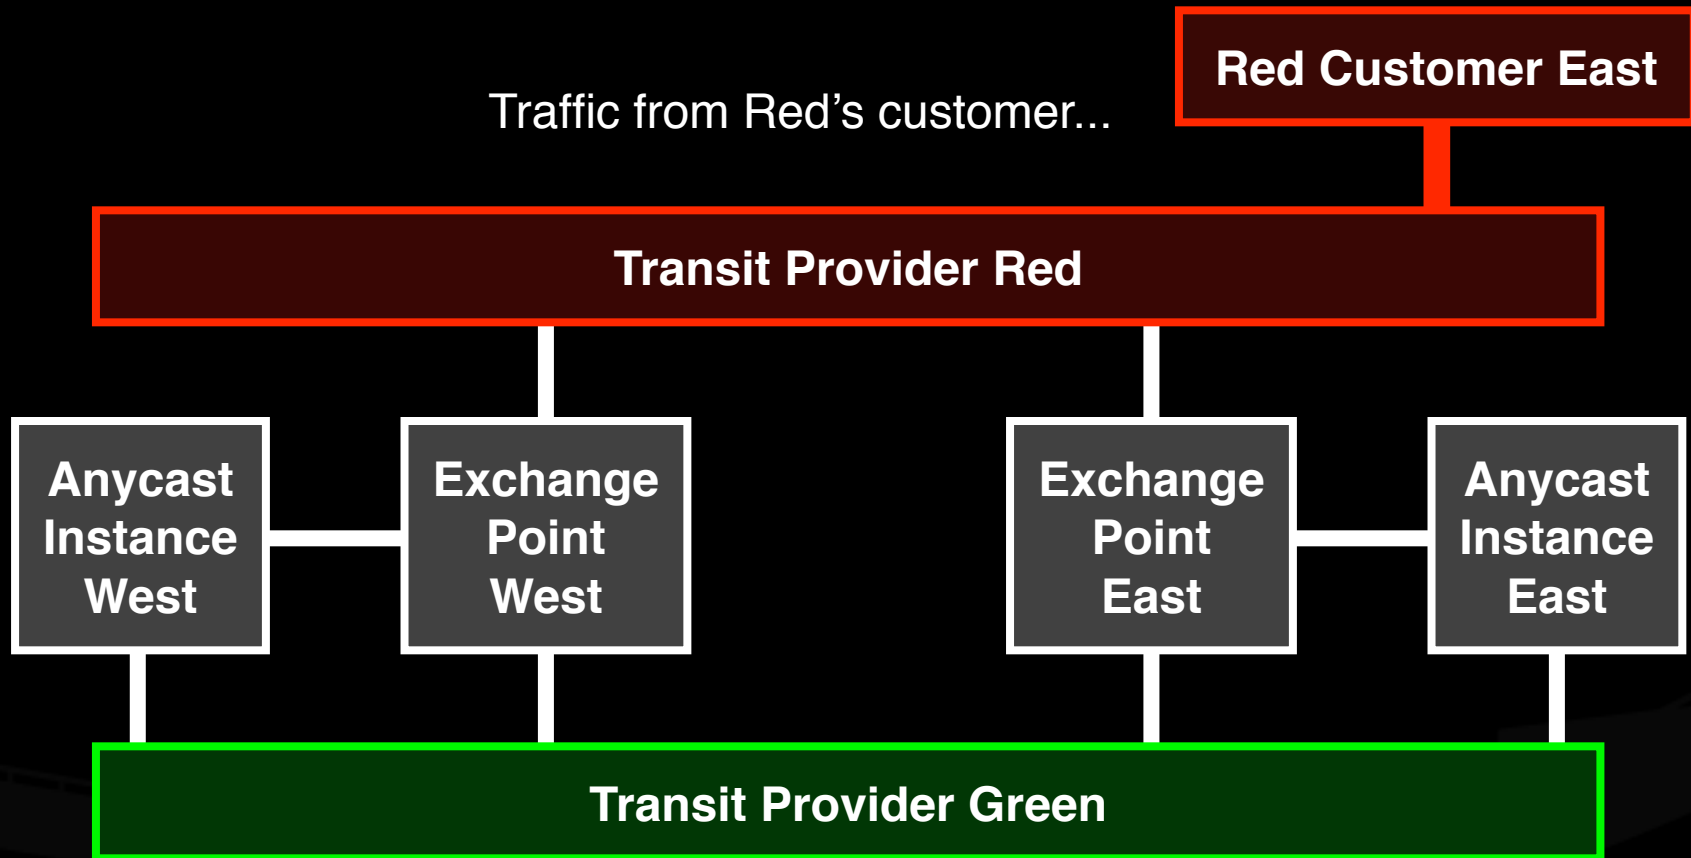 Red Customer East
Traffic from Red's customer...
Transit Provider Red
Anycast
Instance
West
Exchange
Point
West
Exchange
Point
East
Anycast
Instance
East
Transit Provider Green